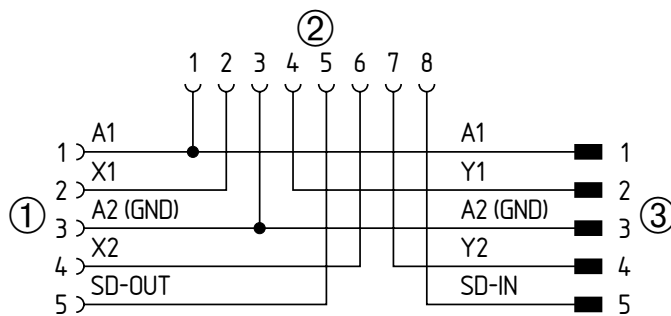 ②
1 2 3 4 5 6 7 8
1 A1 A1 1
2 X1 Y1 2
① 3 A2 (GND) A2 (GND) 3 ③
4 X2 Y2 4
5 SD-OUT SD-IN 5